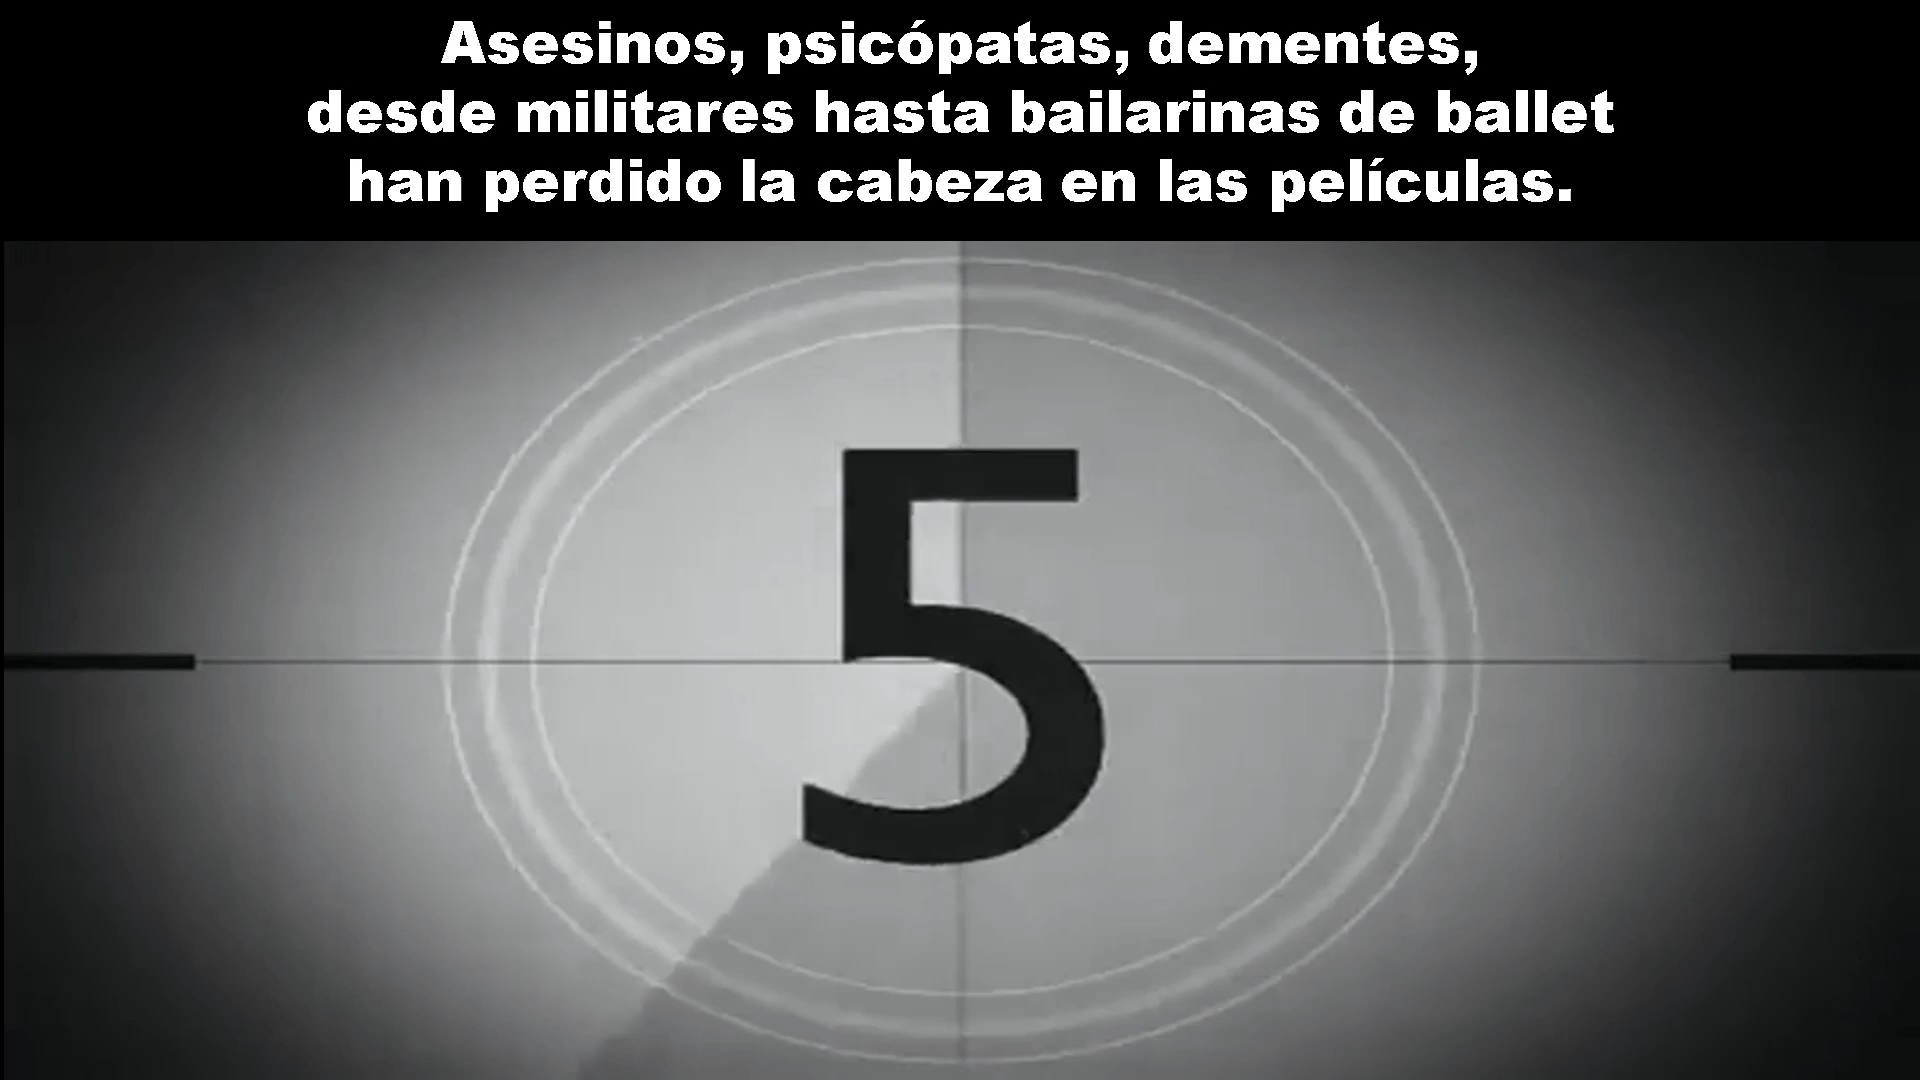 Asesinos, psicópatas, dementes,
desde militares hasta bailarinas de ballet
han perdido la cabeza en las películas.
5